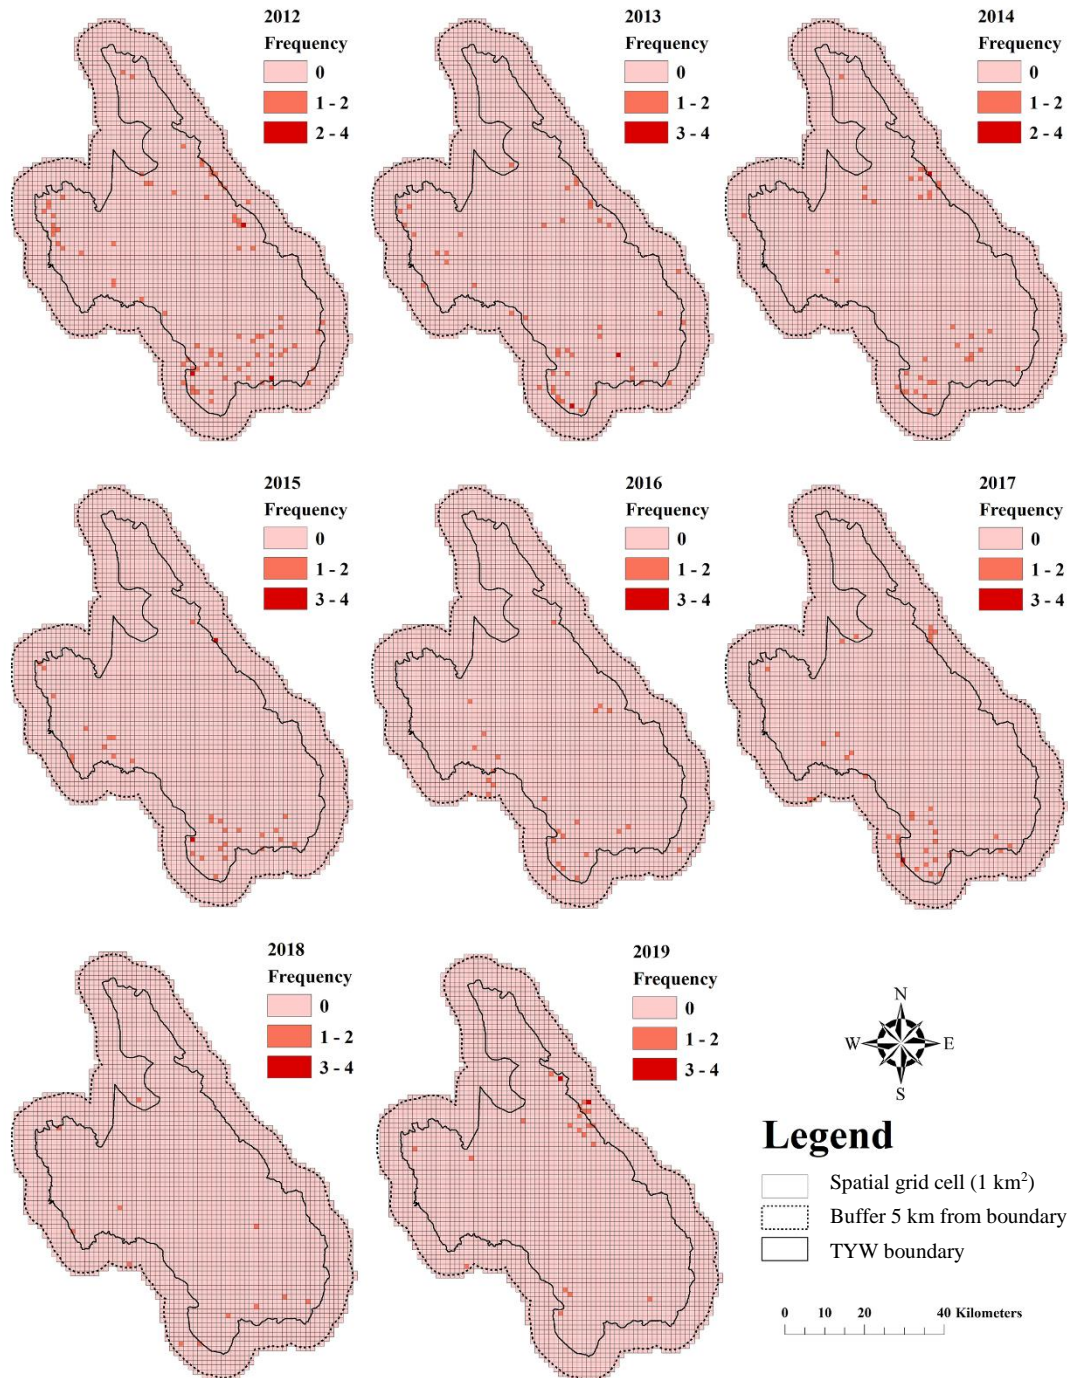 2012
Frequency
0
1 - 2
2 - 4
2013
Frequency
0
1 - 2
3 - 4
2014
Frequency
0
1 - 2
2 - 4
2015
Frequency
0
1 - 2
3 - 4
2016
Frequency
0
1 - 2
3 - 4
2017
Frequency
0
1 - 2
3 - 4
2018
Frequency
0
1 - 2
3 - 4
2019
Frequency
0
1 - 2
3 - 4
N
W E
S
Legend
Spatial grid cell (1 km²)
Buffer 5 km from boundary
TYW boundary
0 10 20 40 Kilometers